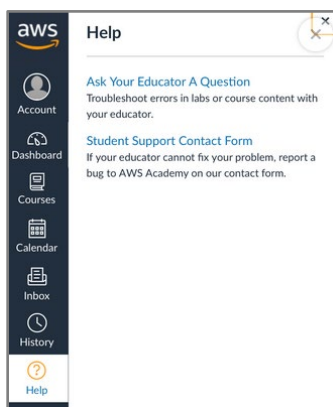 aws
Help
Account
Dashboard
Courses
Calendar
Inbox
History
Help
Ask Your Educator A Question
Troubleshoot errors in labs or course content with
your educator.
Student Support Contact Form
If your educator cannot fix your problem, report a
bug to AWS Academy on our contact form.